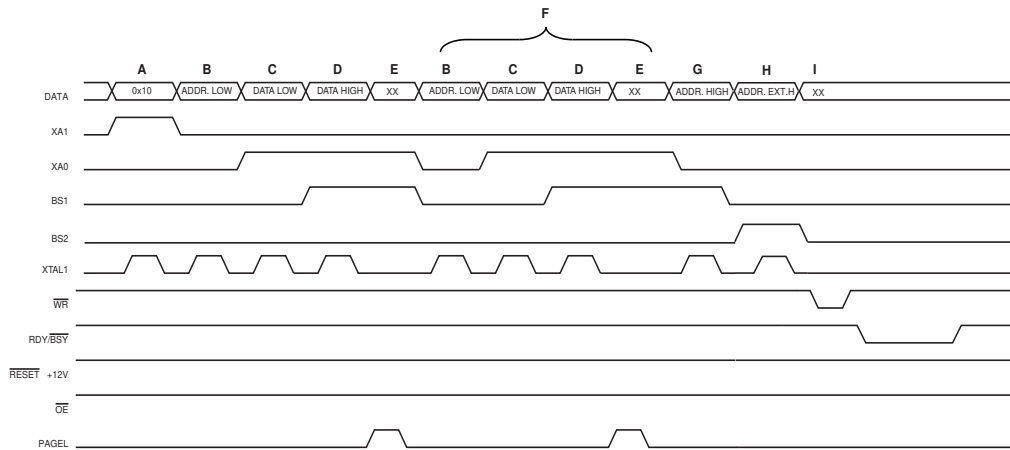 F
A B C D E B C D E G H I
DATA 0x10 ADDR. LOW DATA LOW DATA HIGH XX ADDR. LOW DATA LOW DATA HIGH XX ADDR. HIGH ADDR. EXT.H XX
XA1
XA0
BS1
BS2
XTAL1
WR
RDY/BSY
RESET +12V
OE
PAGEL